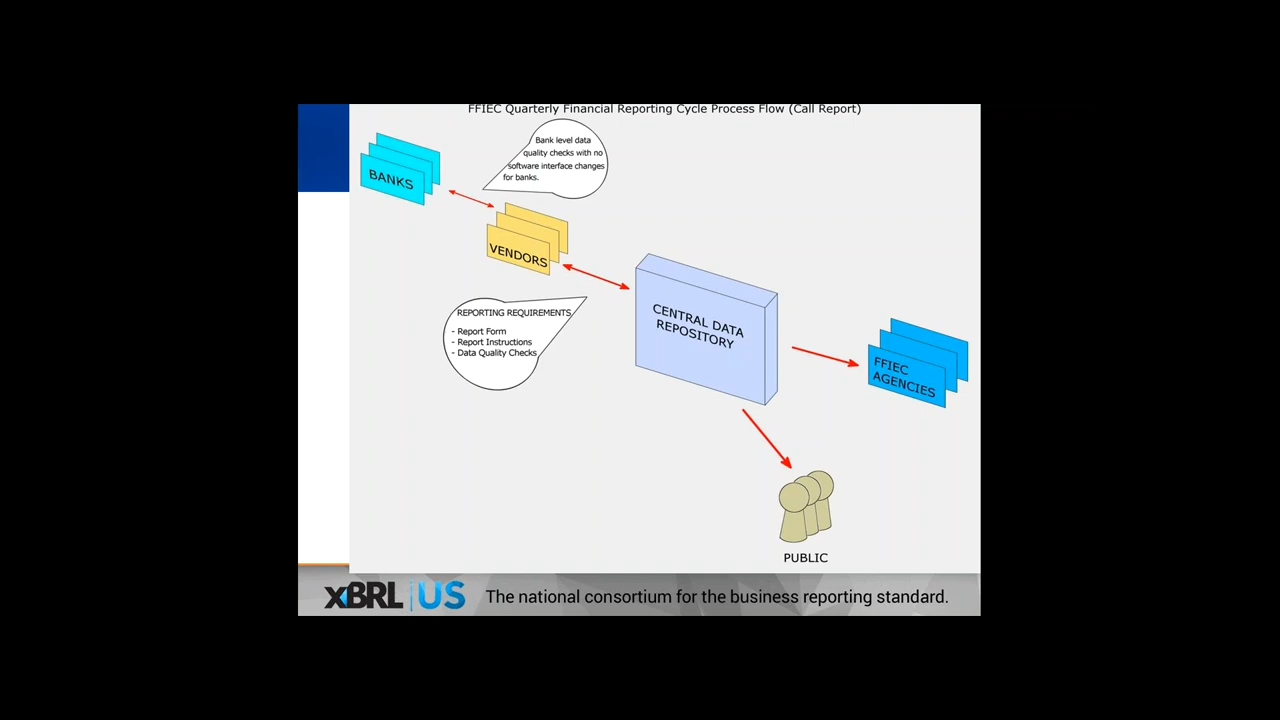 FFIEC Quarterly Financial Reporting Cycle Process Flow (Call Report)
Bank level data
quality checks with no
software interface changes
for banks.
BANKS
VENDORS
REPORTING REQUIREMENTS
- Report Form
- Report Instructions
- Data Quality Checks
CENTRAL DATA
REPOSITORY
FFIEC
AGENCIES
PUBLIC
XBRL US
The national consortium for the business reporting standard.